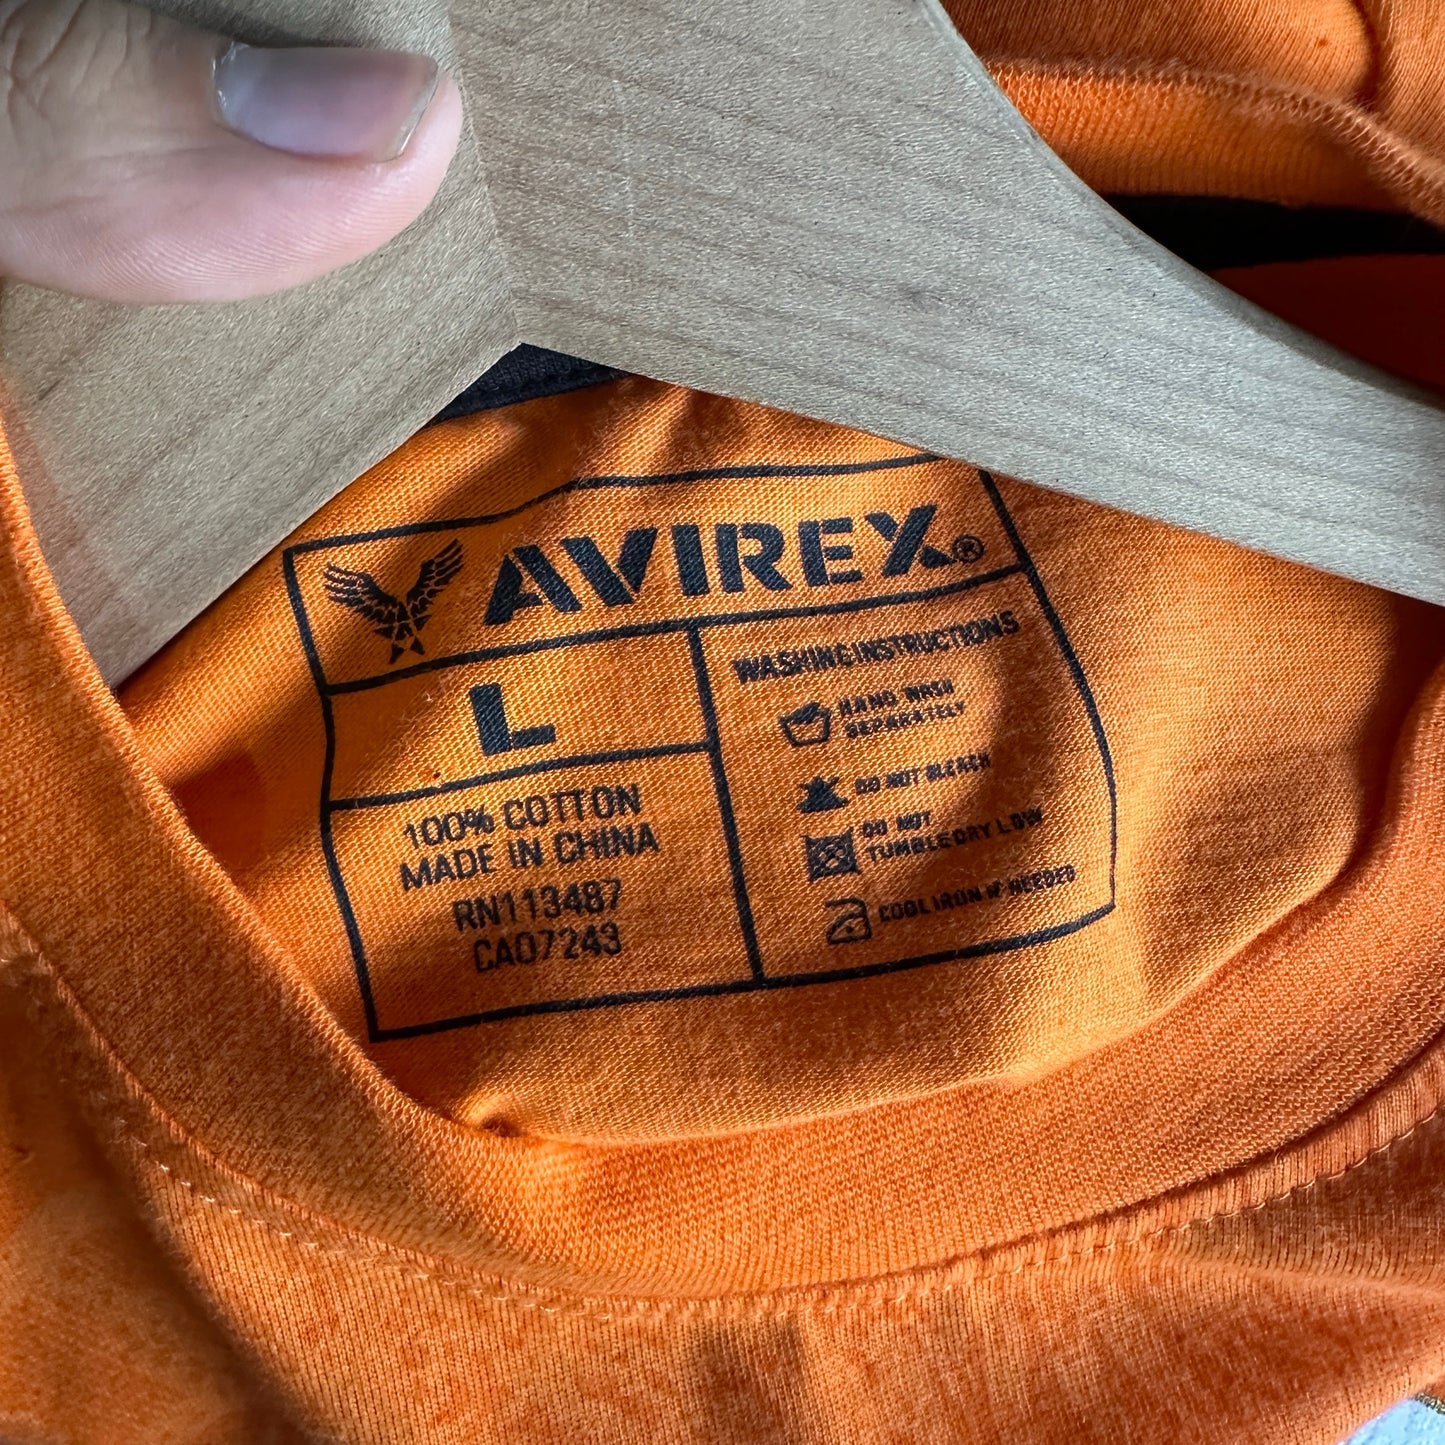 AVIREX®
L
100% COTTON
MADE IN CHINA
RN113487
CA07243
WASHING INSTRUCTIONS
HAND WASH
SEPARATELY
DO NOT BLEACH
DO NOT
TUMBLE DRY LOW
COOL IRON IF NEEDED